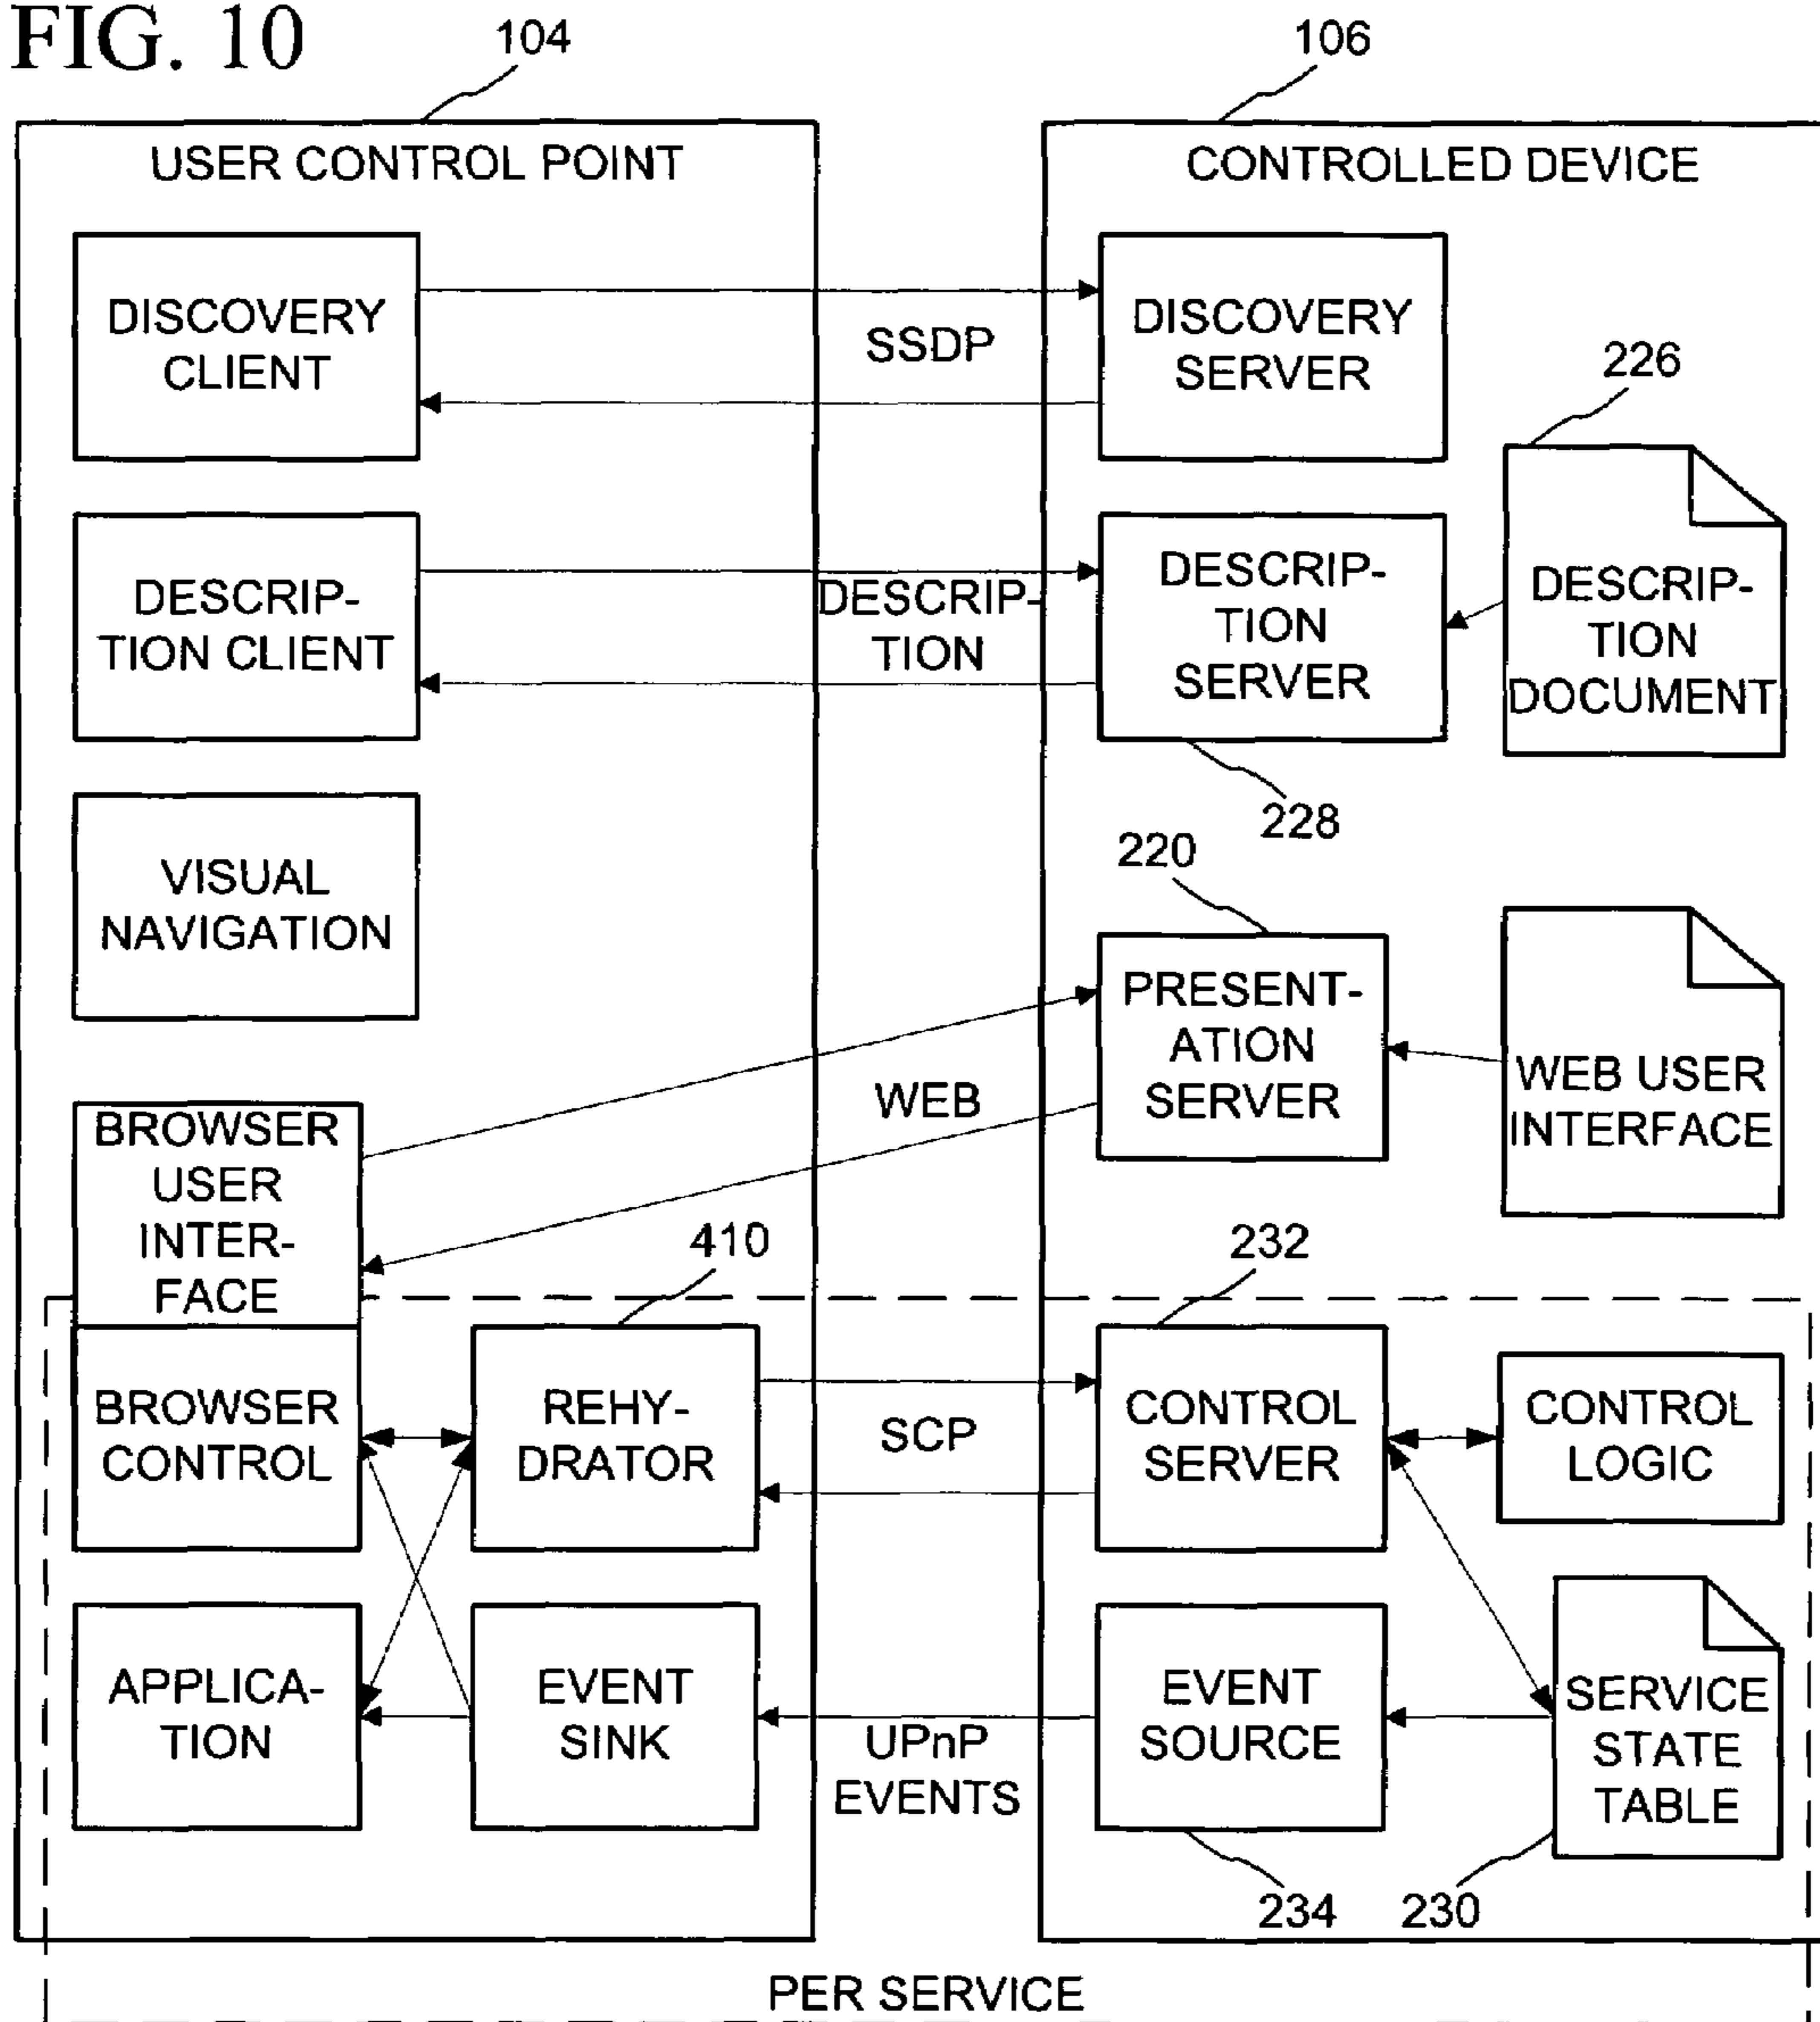 FIG. 10
104
106
USER CONTROL POINT
CONTROLLED DEVICE
DISCOVERY
CLIENT
SSDP
DISCOVERY
SERVER
226
DESCRIP-
TION CLIENT
DESCRIP-
TION
DESCRIP-
TION
SERVER
DESCRIP-
TION
DOCUMENT
228
VISUAL
NAVIGATION
220
PRESENT-
ATION
SERVER
WEB USER
INTERFACE
WEB
BROWSER
USER
INTER-
FACE
410
232
BROWSER
CONTROL
REHY-
DRATOR
SCP
CONTROL
SERVER
CONTROL
LOGIC
APPLICA-
TION
EVENT
SINK
UPnP
EVENTS
EVENT
SOURCE
SERVICE
STATE
TABLE
234
230
PER SERVICE